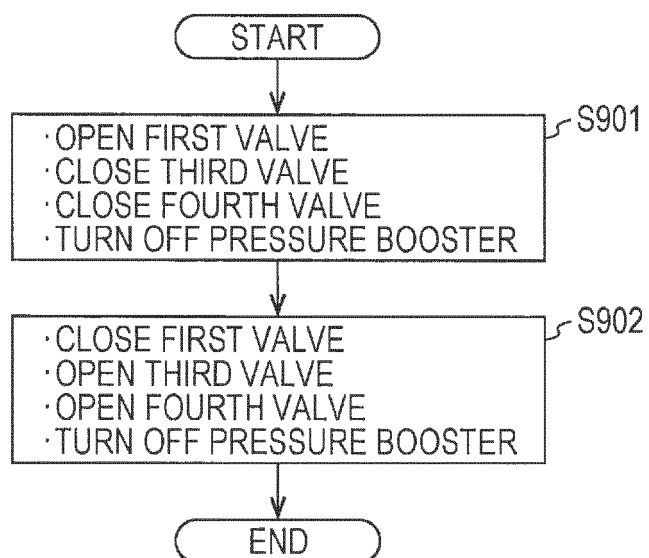 START
S901
·OPEN FIRST VALVE
·CLOSE THIRD VALVE
·CLOSE FOURTH VALVE
·TURN OFF PRESSURE BOOSTER
S902
·CLOSE FIRST VALVE
·OPEN THIRD VALVE
·OPEN FOURTH VALVE
·TURN OFF PRESSURE BOOSTER
END